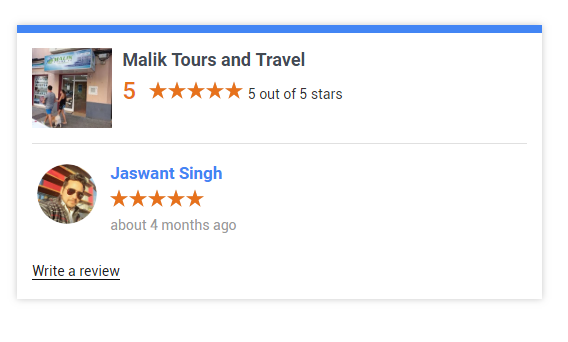 Malik Tours and Travel
5 ★★★★★ 5 out of 5 stars
Jaswant Singh
★★★★★
about 4 months ago
Write a review